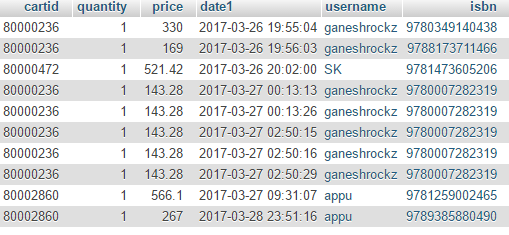 cartid quantity price date1 username isbn
80000236 1 330 2017-03-26 19:55:04 ganeshrockz 9780349140438
80000236 1 169 2017-03-26 19:56:03 ganeshrockz 9788173711466
80000472 1 521.42 2017-03-26 20:02:00 SK 9781473605206
80000236 1 143.28 2017-03-27 00:13:13 ganeshrockz 9780007282319
80000236 1 143.28 2017-03-27 00:13:26 ganeshrockz 9780007282319
80000236 1 143.28 2017-03-27 02:50:15 ganeshrockz 9780007282319
80000236 1 143.28 2017-03-27 02:50:16 ganeshrockz 9780007282319
80000236 1 143.28 2017-03-27 02:50:29 ganeshrockz 9780007282319
80002860 1 566.1 2017-03-27 09:31:07 appu 9781259002465
80002860 1 267 2017-03-28 23:51:16 appu 9789385880490